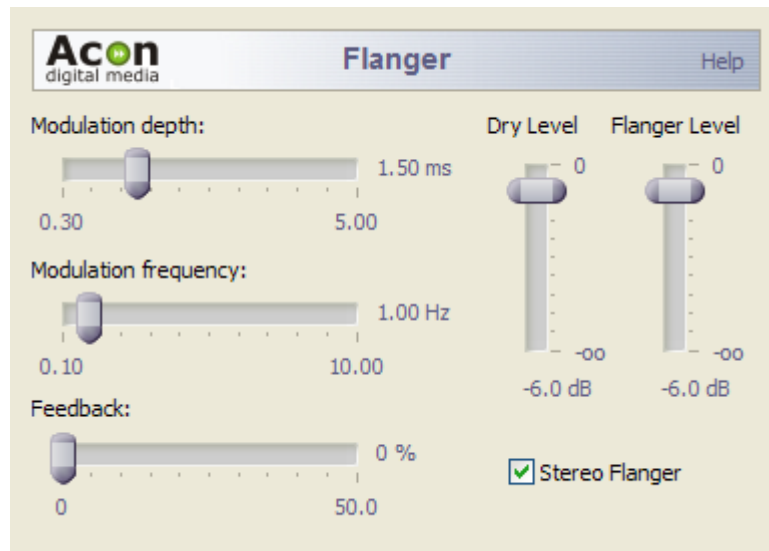 Acon
digital media
Flanger
Help
Modulation depth:
1.50 ms
0.30
5.00
Modulation frequency:
1.00 Hz
0.10
10.00
Feedback:
0 %
0
50.0
Dry Level
Flanger Level
0
0
-oo
-oo
-6.0 dB
-6.0 dB
Stereo Flanger